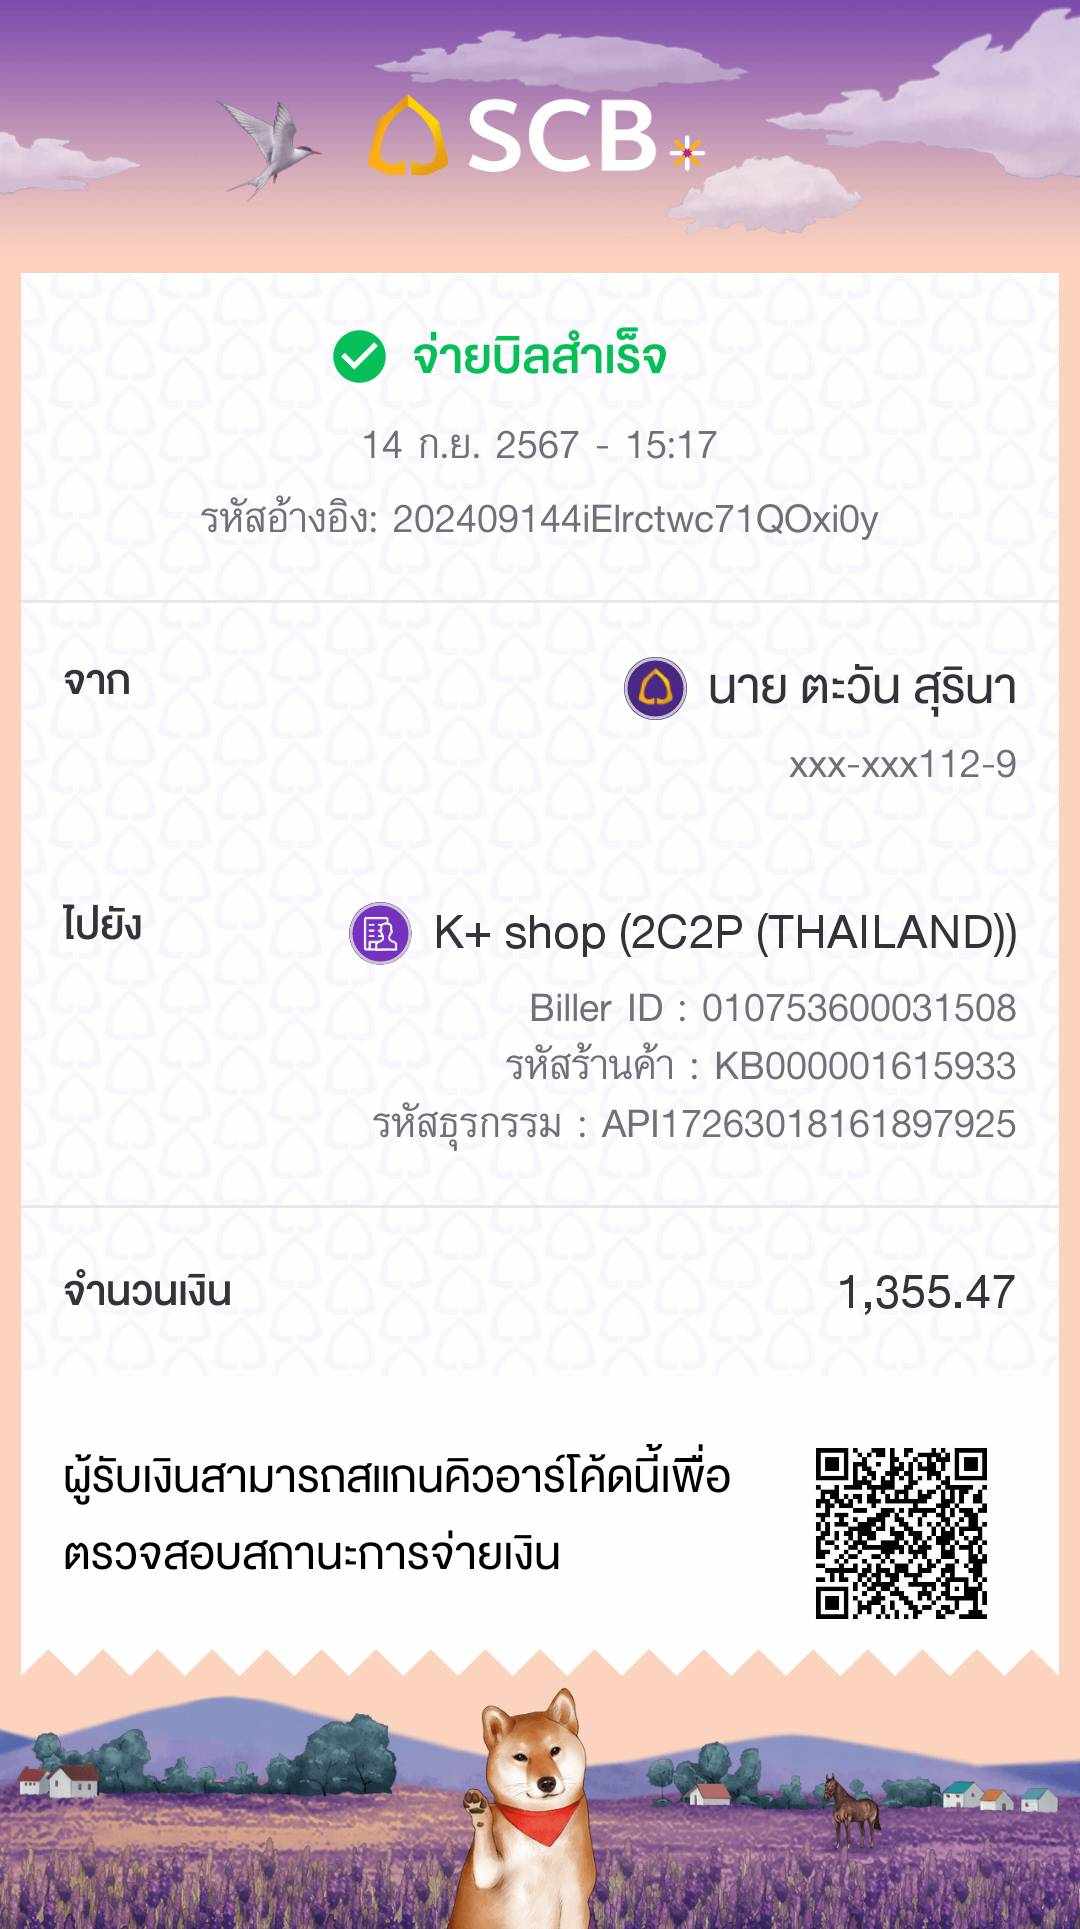 SCB
จ่ายบิลสำเร็จ
14 ก.ย. 2567 - 15:17
รหัสอ้างอิง: 202409144iElrctwc71QOxi0y
จาก
นาย ตะวัน สุรินา
xxx-xxx112-9
ไปยัง
K+ shop (2C2P (THAILAND))
Biller ID : 010753600031508
รหัสร้านค้า : KB000001615933
รหัสธุรกรรม : API17263018161897925
จำนวนเงิน
1,355.47
ผู้รับเงินสามารถสแกนคิวอาร์โค้ดนี้เพื่อ
ตรวจสอบสถานะการจ่ายเงิน